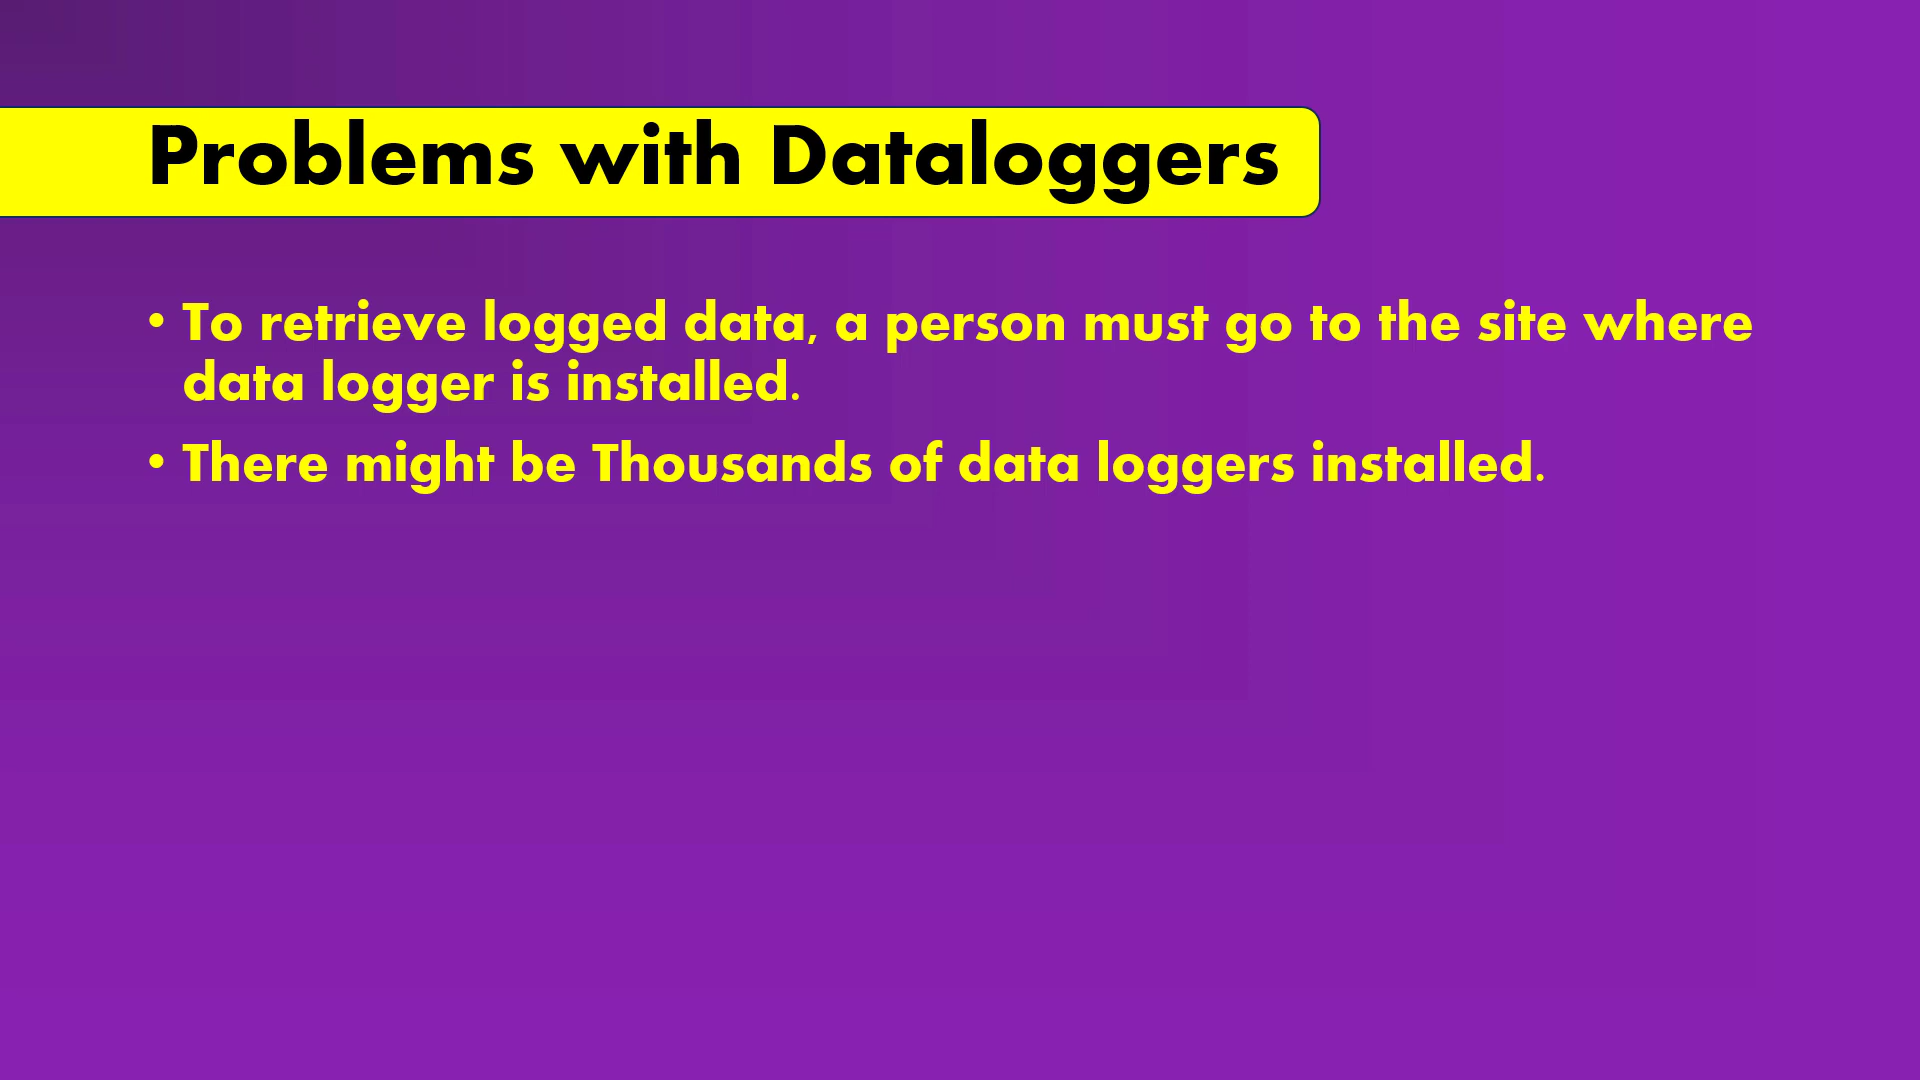 Problems with Dataloggers
• To retrieve logged data, a person must go to the site where
data logger is installed.
• There might be Thousands of data loggers installed.